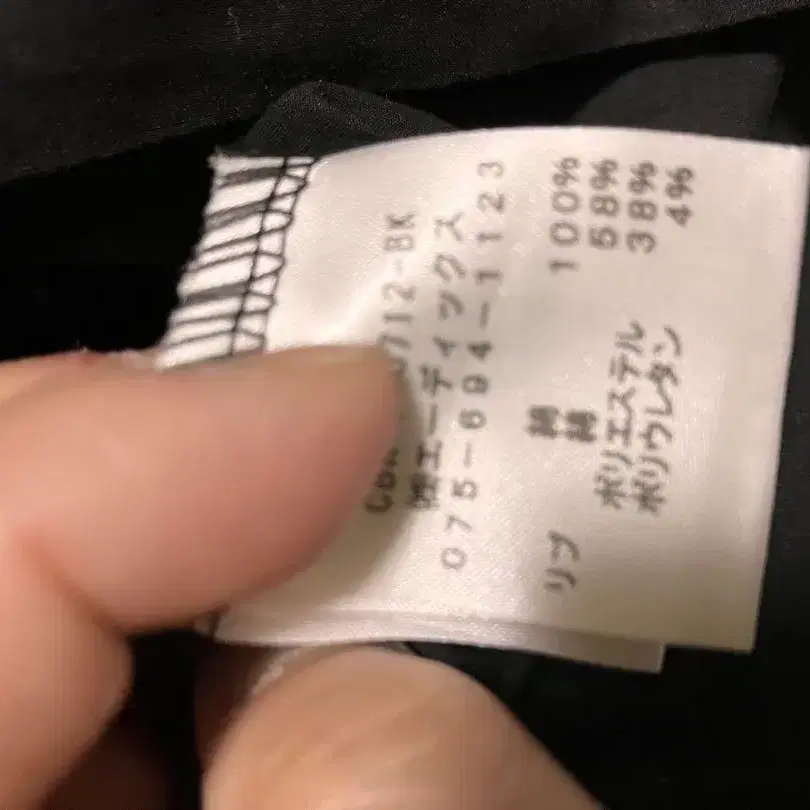 712-BK
㈱エーディックス
075-694-1123
綿 100%
リブ 綿 58%
ポリエステル 38%
ポリウレタン 4%